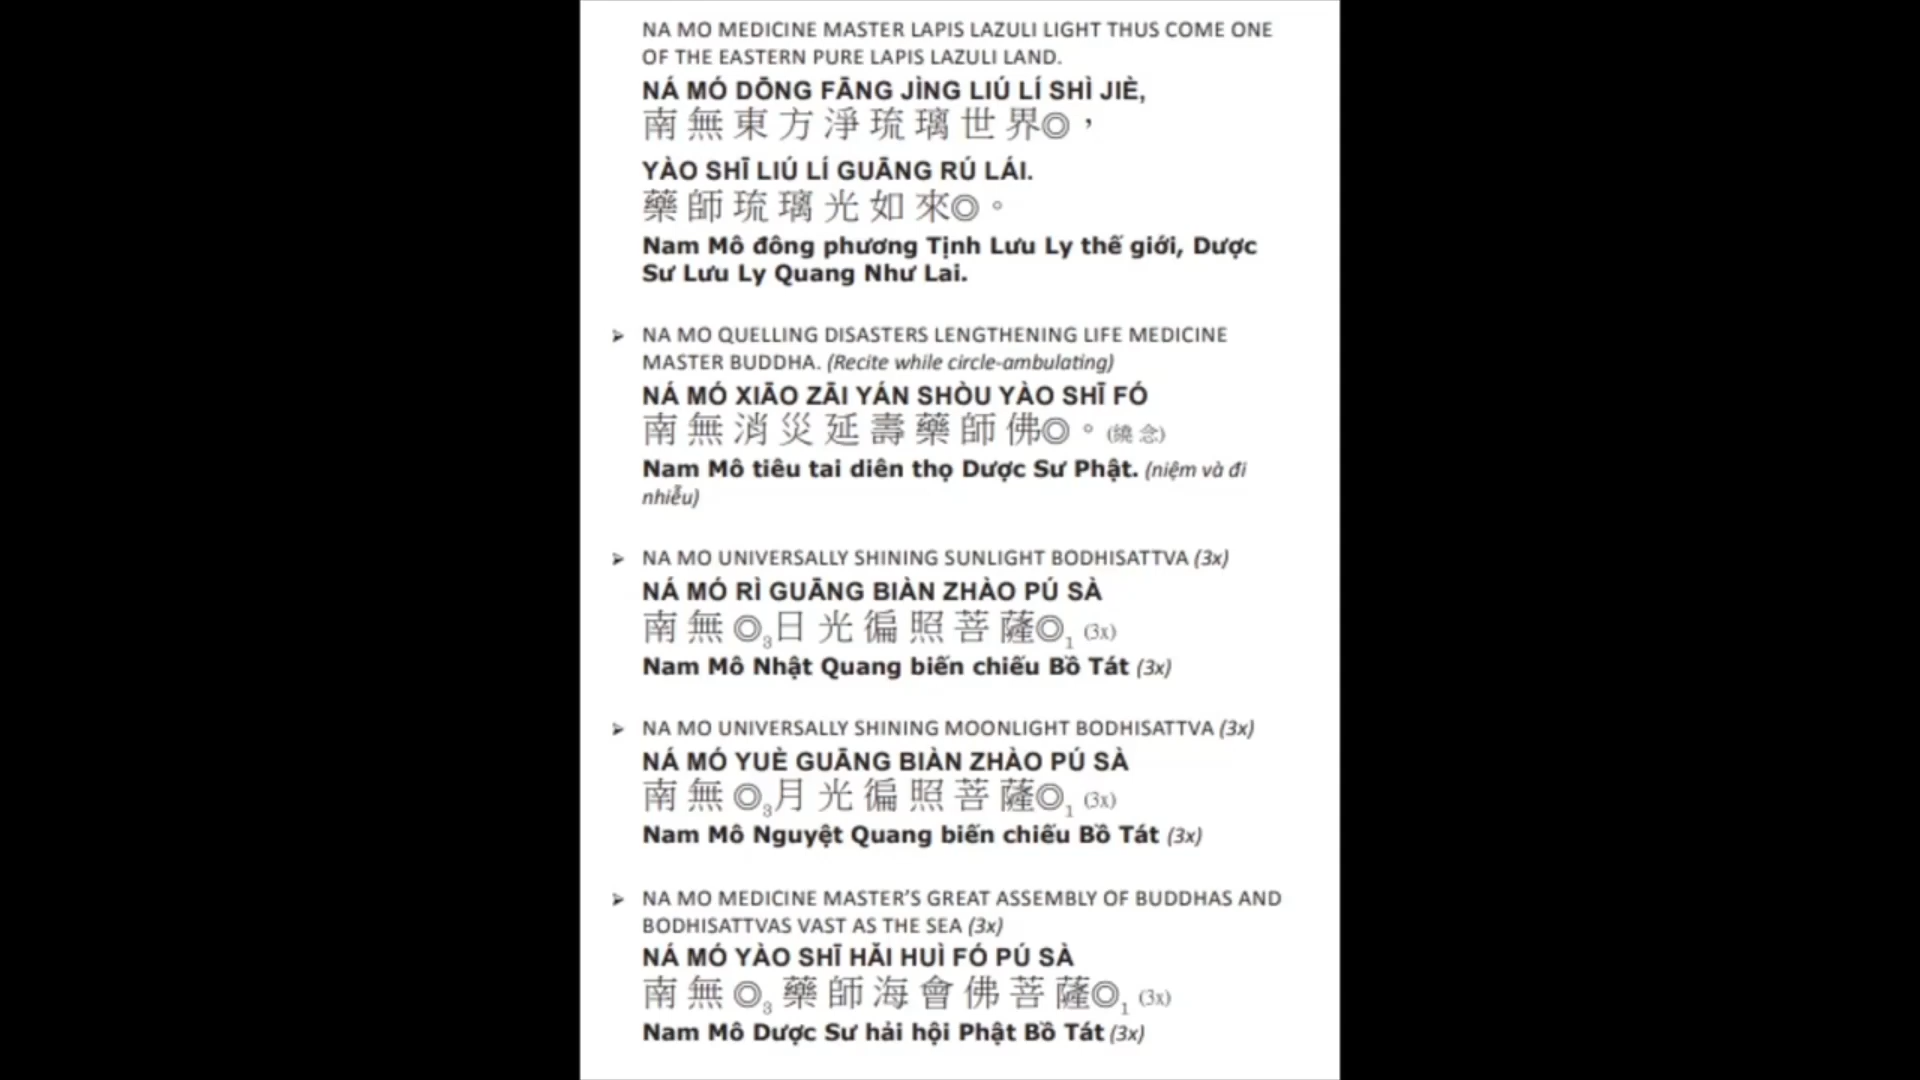 NA MO MEDICINE MASTER LAPIS LAZULI LIGHT THUS COME ONE
OF THE EASTERN PURE LAPIS LAZULI LAND.
NÁ MÓ DŌNG FĀNG JÌNG LIÚ LÍ SHÌ JIÈ,
南無東方淨琉璃世界◎，
YÀO SHĪ LIÚ LÍ GUĀNG RÚ LÁI.
藥師琉璃光如來◎。
Nam Mô đông phương Tịnh Lưu Ly thế giới, Dược
Sư Lưu Ly Quang Như Lai.
➢ NA MO QUELLING DISASTERS LENGTHENING LIFE MEDICINE
MASTER BUDDHA. (Recite while circle-ambulating)
NÁ MÓ XIĀO ZĀI YÁN SHÒU YÀO SHĪ FÓ
南無消災延壽藥師佛◎。(繞念)
Nam Mô tiêu tai diên thọ Dược Sư Phật. (niệm và đi
nhiễu)
➢ NA MO UNIVERSALLY SHINING SUNLIGHT BODHISATTVA (3x)
NÁ MÓ RÌ GUĀNG BIÀN ZHÀO PÚ SÀ
南無◎3日光徧照菩薩◎1 (3x)
Nam Mô Nhật Quang biến chiếu Bồ Tát (3x)
➢ NA MO UNIVERSALLY SHINING MOONLIGHT BODHISATTVA (3x)
NÁ MÓ YUÈ GUĀNG BIÀN ZHÀO PÚ SÀ
南無◎3月光徧照菩薩◎1 (3x)
Nam Mô Nguyệt Quang biến chiếu Bồ Tát (3x)
➢ NA MO MEDICINE MASTER’S GREAT ASSEMBLY OF BUDDHAS AND
BODHISATTVAS VAST AS THE SEA (3x)
NÁ MÓ YÀO SHĪ HǍI HUÌ FÓ PÚ SÀ
南無◎3藥師海會佛菩薩◎1 (3x)
Nam Mô Dược Sư hải hội Phật Bồ Tát (3x)